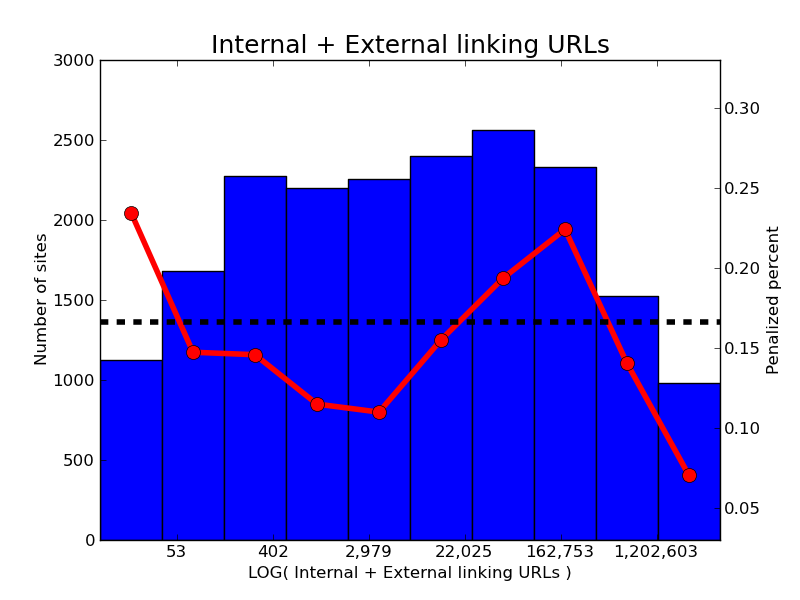 Internal + External linking URLs
3000
2500
2000
1500
1000
500
0
Number of sites
0.30
0.25
0.20
0.15
0.10
0.05
Penalized percent
53 402 2,979 22,025 162,753 1,202,603
LOG( Internal + External linking URLs )